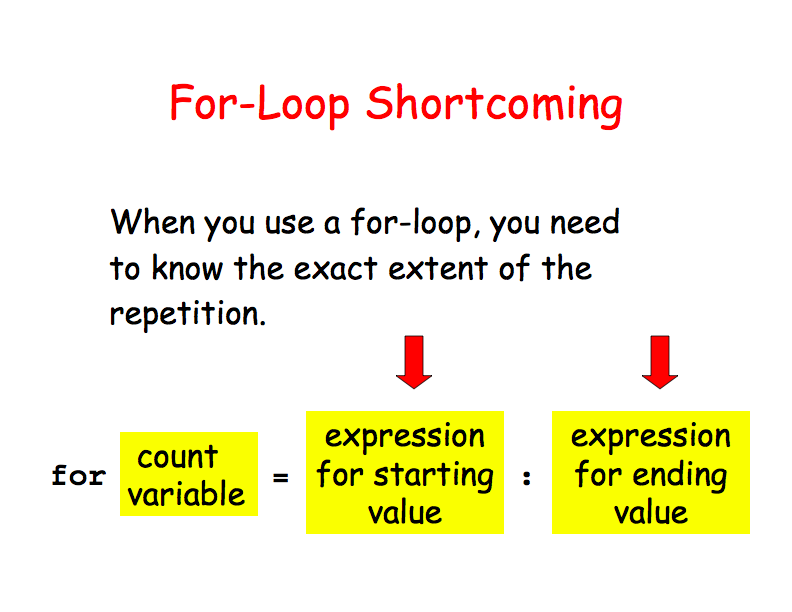 For-Loop Shortcoming
When you use a for-loop, you need
to know the exact extent of the
repetition.
for count variable = expression for starting value : expression for ending value